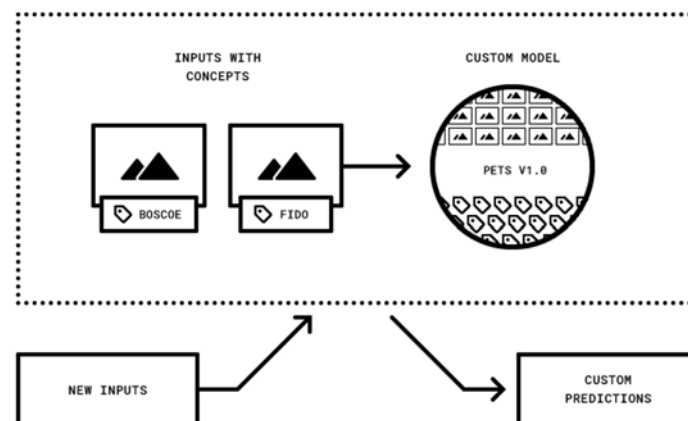 INPUTS WITH
CONCEPTS
CUSTOM MODEL
BOSCOE
FIDO
PETS V1.0
NEW INPUTS
CUSTOM
PREDICTIONS